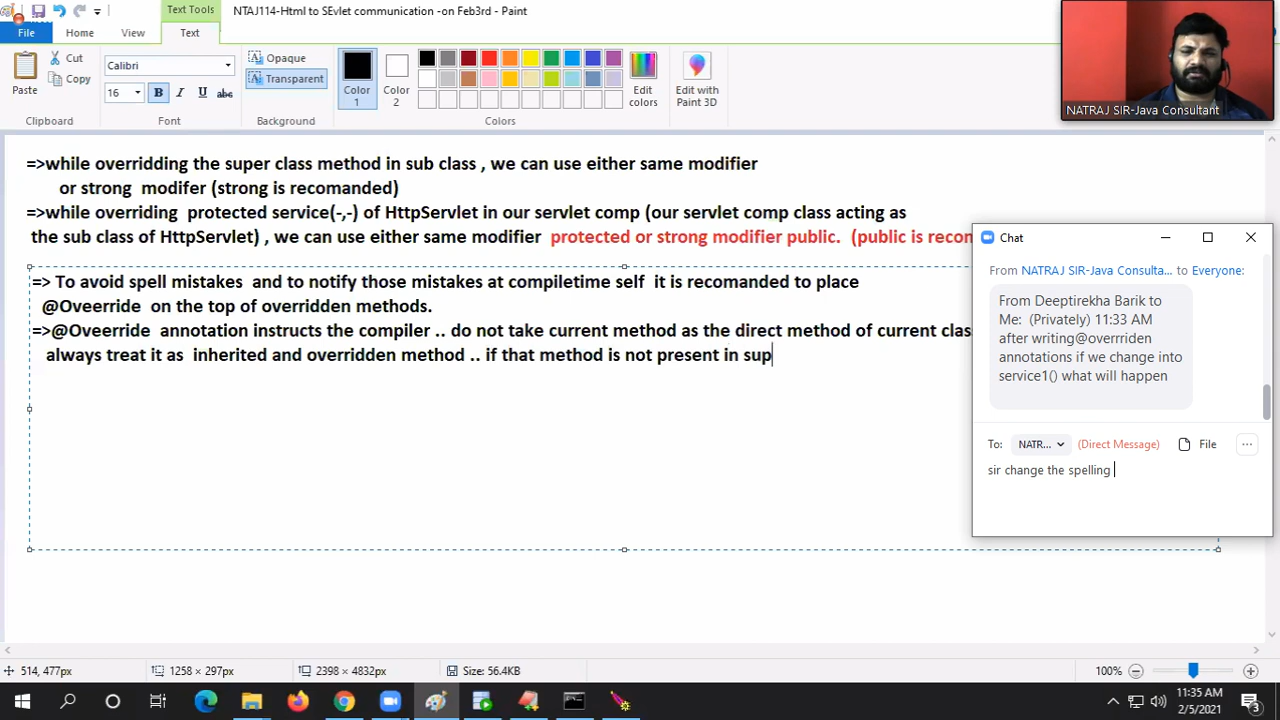 NTAJ114-Html to SEvlet communication -on Feb3rd - Paint
Text Tools
File
Home
View
Text
Paste
Cut
Copy
Clipboard
Calibri
16
B
I
U
abc
Font
Opaque
Transparent
Background
Color
1
Color
2
Edit
colors
Edit with
Paint 3D
Colors
NATRAJ SIR-Java Consultant
=>while overridding the super class method in sub class , we can use either same modifier
or strong modifer (strong is recomanded)
=>while overriding protected service(-,-) of HttpServlet in our servlet comp (our servlet comp class acting as
the sub class of HttpServlet) , we can use either same modifier protected or strong modifier public. (public is recon
=> To avoid spell mistakes and to notify those mistakes at compiletime self it is recomanded to place
@Oveerride on the top of overridden methods.
=>@Oveerride annotation instructs the compiler .. do not take current method as the direct method of current clas
always treat it as inherited and overridden method .. if that method is not present in sup
Chat
From NATRAJ SIR-Java Consulta... to Everyone:
From Deeptirekha Barik to
Me: (Privately) 11:33 AM
after writing@overrriden
annotations if we change into
service1() what will happen
To: NATR... (Direct Message) File
sir change the spelling
514, 477px
1258 × 297px
2398 × 4832px
Size: 56.4KB
100%
11:35 AM
2/5/2021
3